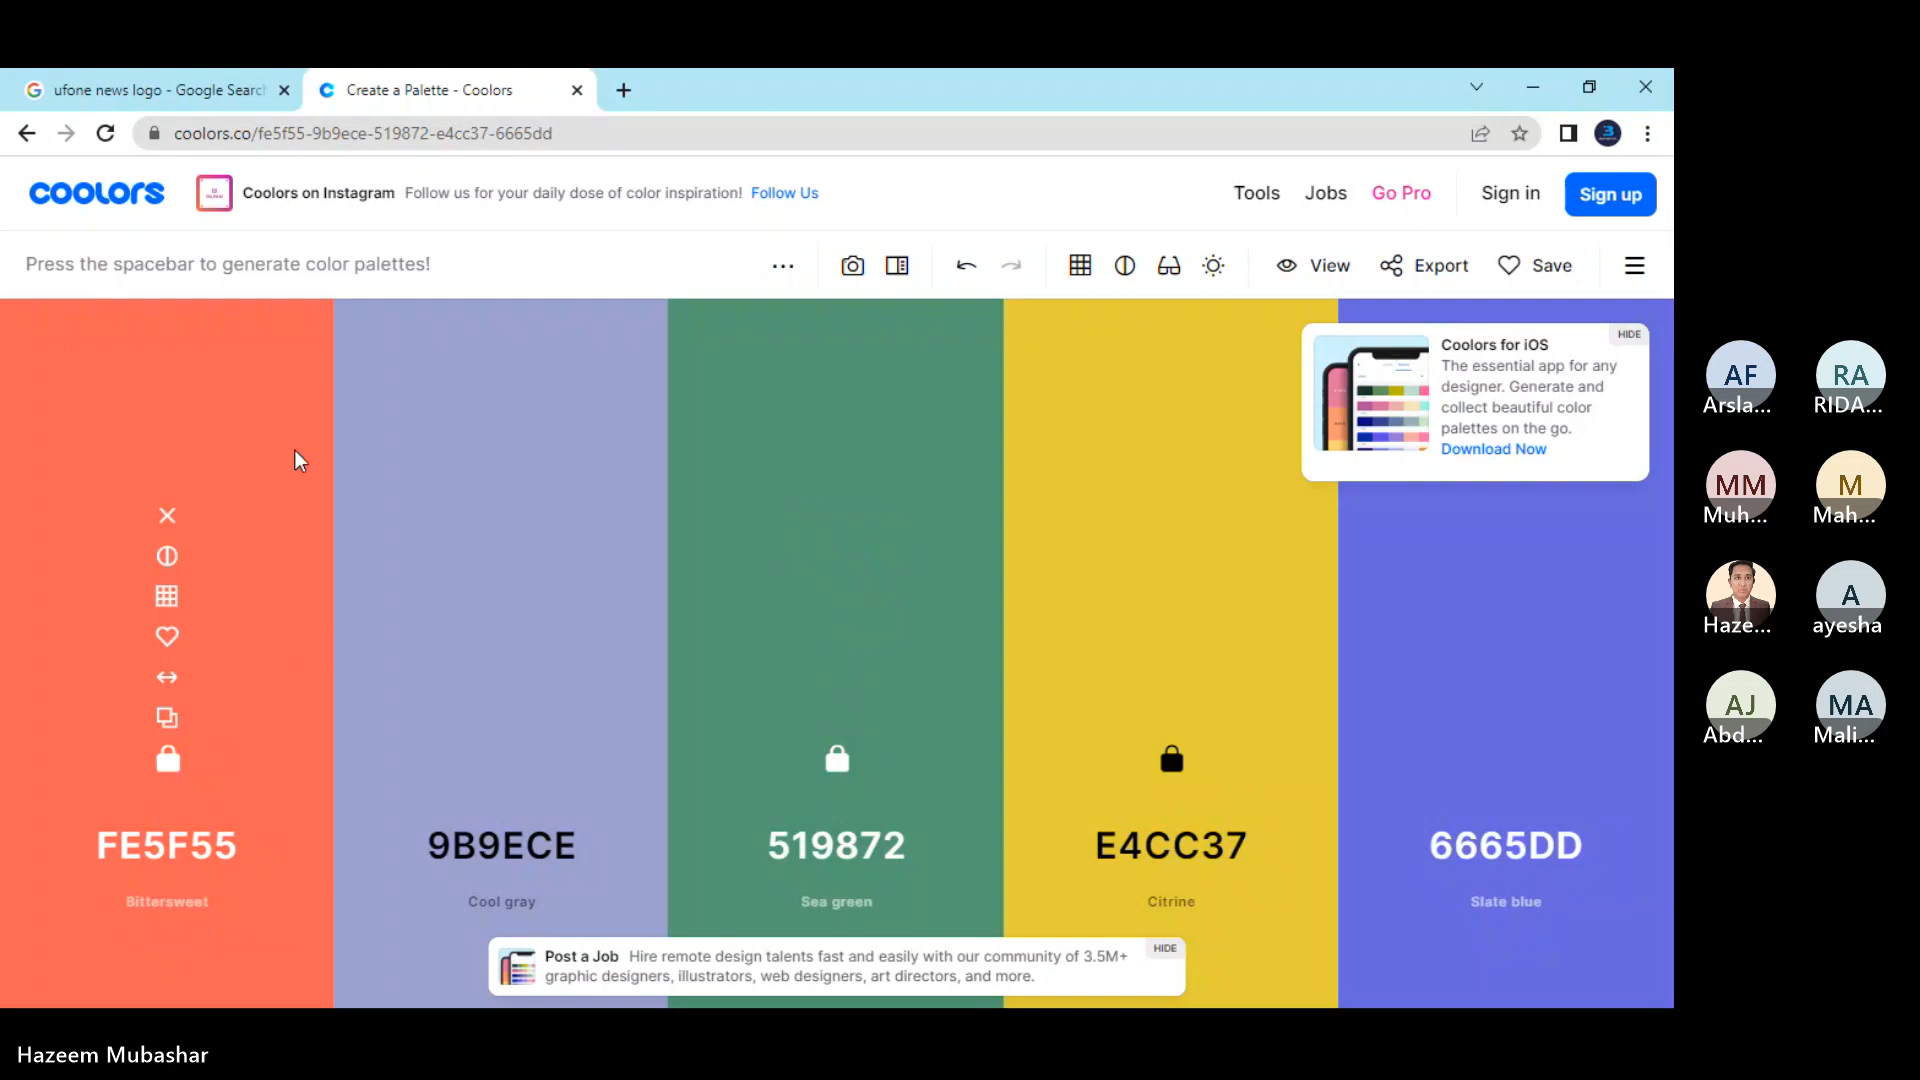 ufone news logo - Google Search
Create a Palette - Coolors
coolors.co/fe5f55-9b9ece-519872-e4cc37-6665dd
coolors
Coolors on Instagram Follow us for your daily dose of color inspiration! Follow Us
Tools
Jobs
Go Pro
Sign in
Sign up
Press the spacebar to generate color palettes!
View
Export
Save
HIDE
Coolors for iOS
The essential app for any
designer. Generate and
collect beautiful color
palettes on the go.
Download Now
FE5F55
9B9ECE
519872
E4CC37
6665DD
Bittersweet
Cool gray
Sea green
Citrine
Slate blue
Post a Job Hire remote design talents fast and easily with our community of 3.5M+
graphic designers, illustrators, web designers, art directors, and more.
HIDE
AF
Arsla...
RA
RIDA...
MM
Muh...
M
Mah...
Haze...
A
ayesha
AJ
Abd...
MA
Mali...
Hazeem Mubashar